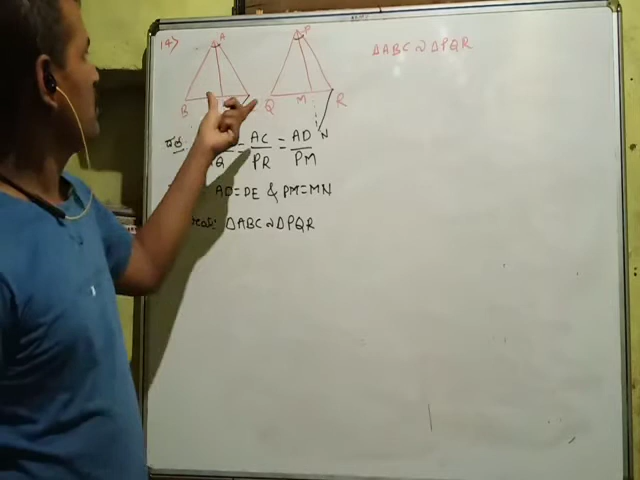 14)
A P
B Q M R
N
ΔABC ~ ΔPQR
= AC/PR = AD/PM
AD = DE & PM = MN
ΔABC ~ ΔPQR